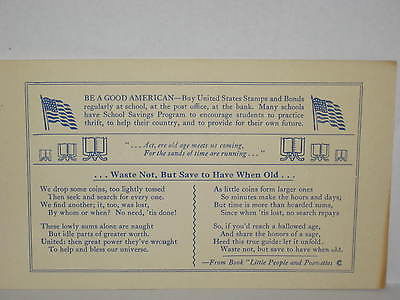 BE A GOOD AMERICAN—Buy United States Stamps and Bonds
regularly at school, at the post office, at the bank. Many schools
have School Savings Program to encourage students to practice
thrift, to help their country, and to provide for their own future.
"... Act, ere old age meets us coming,
For the sands of time are running ..."
... Waste Not, But Save to Have When Old ...
We drop some coins, too lightly tossed
Then seek and search for every one.
We find another; it, too, was lost,
By whom or when? No need, 'tis done!
These lowly sums alone are naught
But idle parts of greater worth.
United: then great power they've wrought
To help and bless our universe.
As little coins form larger ones
So minutes make the hours and days;
But time is more than hoarded sums,
Since when 'tis lost, no search repays
So, if you'd reach a hallowed age,
And share the honors of a sage,
Heed this true guide: let it unfold.
Waste not, but save to have when old.
—From Book "Little People and Poem-ettes ©